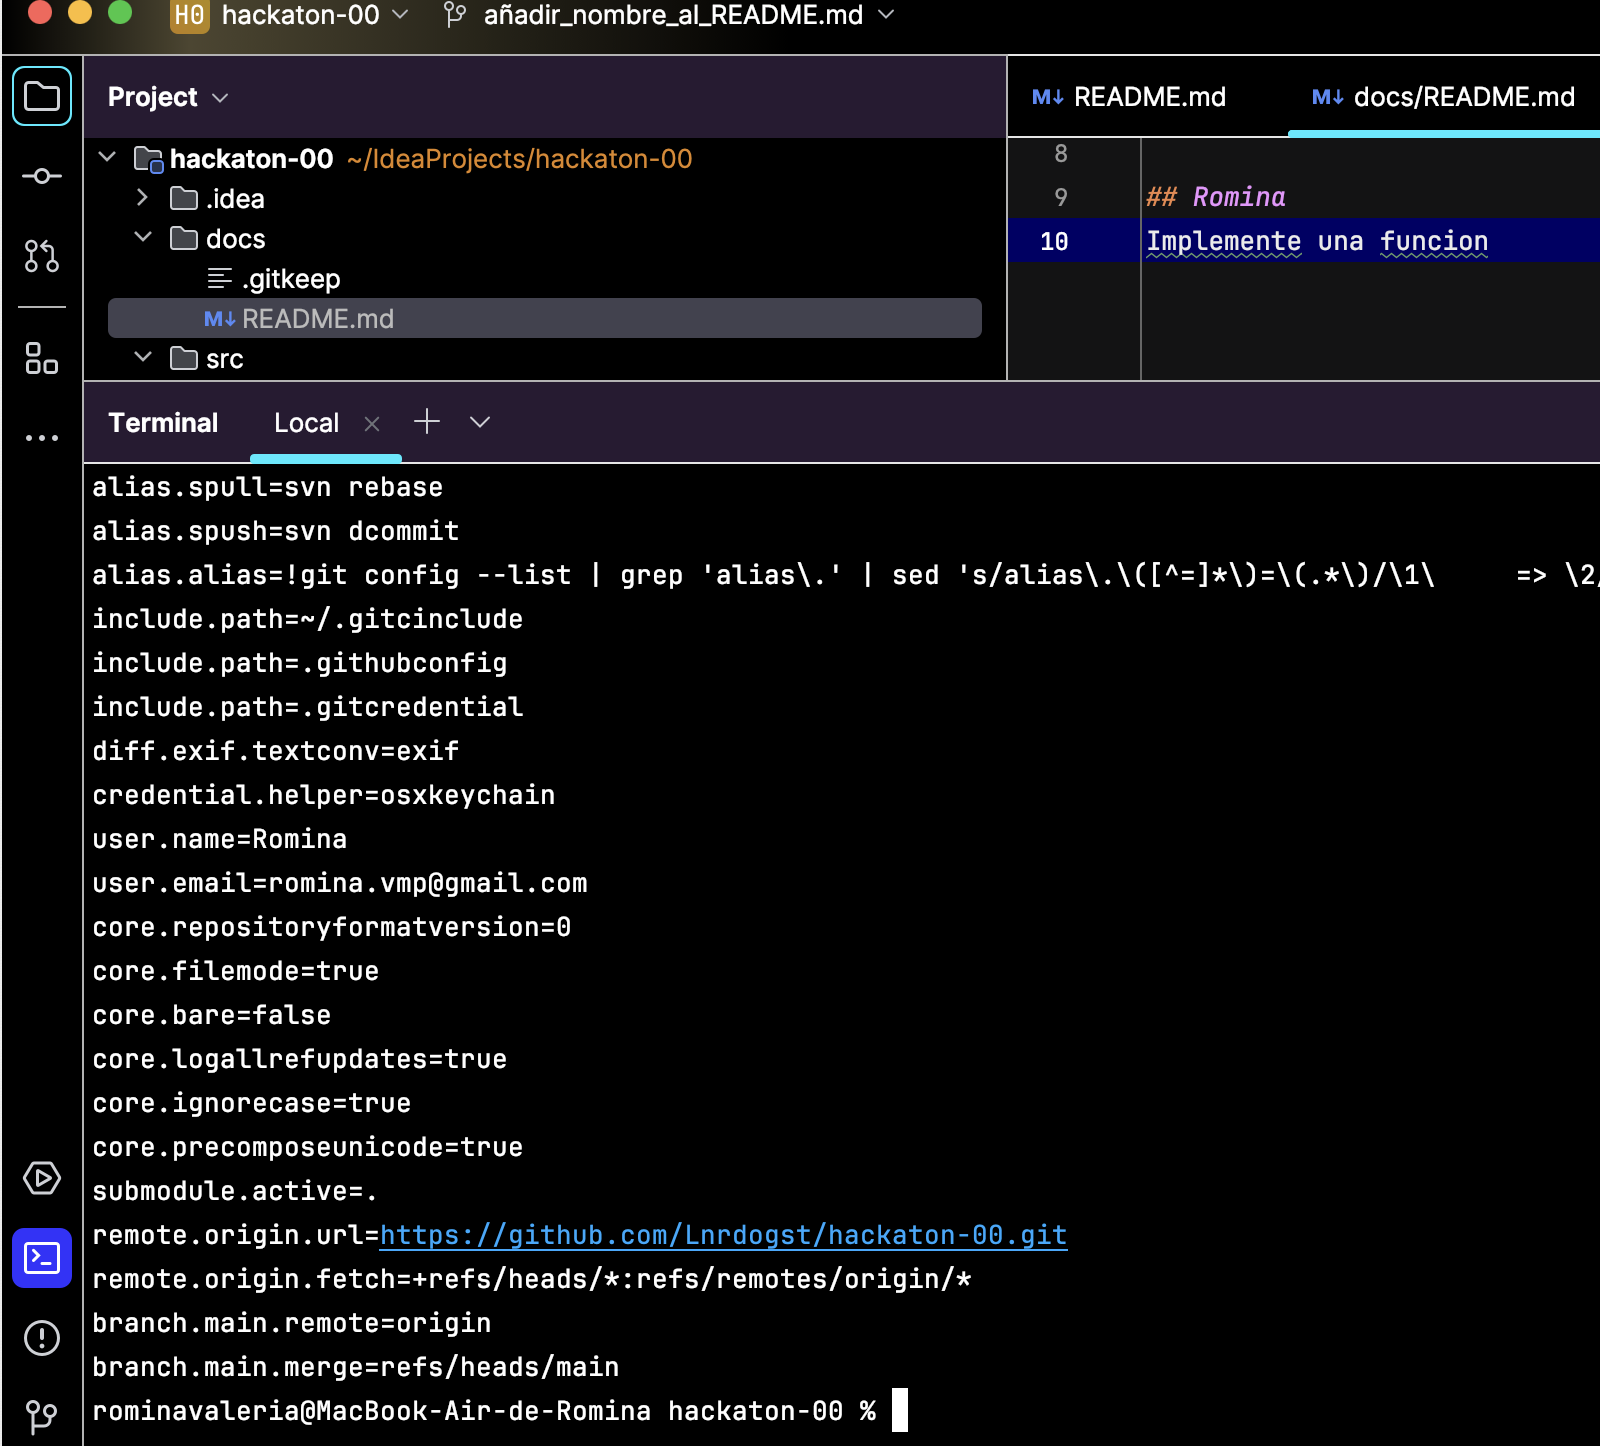 H0 hackaton-00 añadir_nombre_al_README.md
Project
hackaton-00 ~/IdeaProjects/hackaton-00
.idea
docs
.gitkeep
M↓ README.md
src
M↓ README.md M↓ docs/README.md
8
9 ## Romina
10 Implemente una funcion
Terminal Local
alias.spull=svn rebase
alias.spush=svn dcommit
alias.alias=!git config --list | grep 'alias\.' | sed 's/alias\.\([^=]*\)=\(.*\)/\1\     => \2/
include.path=~/.gitcinclude
include.path=.githubconfig
include.path=.gitcredential
diff.exif.textconv=exif
credential.helper=osxkeychain
user.name=Romina
user.email=romina.vmp@gmail.com
core.repositoryformatversion=0
core.filemode=true
core.bare=false
core.logallrefupdates=true
core.ignorecase=true
core.precomposeunicode=true
submodule.active=.
remote.origin.url=https://github.com/Lnrdogst/hackaton-00.git
remote.origin.fetch=+refs/heads/*:refs/remotes/origin/*
branch.main.remote=origin
branch.main.merge=refs/heads/main
rominavaleria@MacBook-Air-de-Romina hackaton-00 %